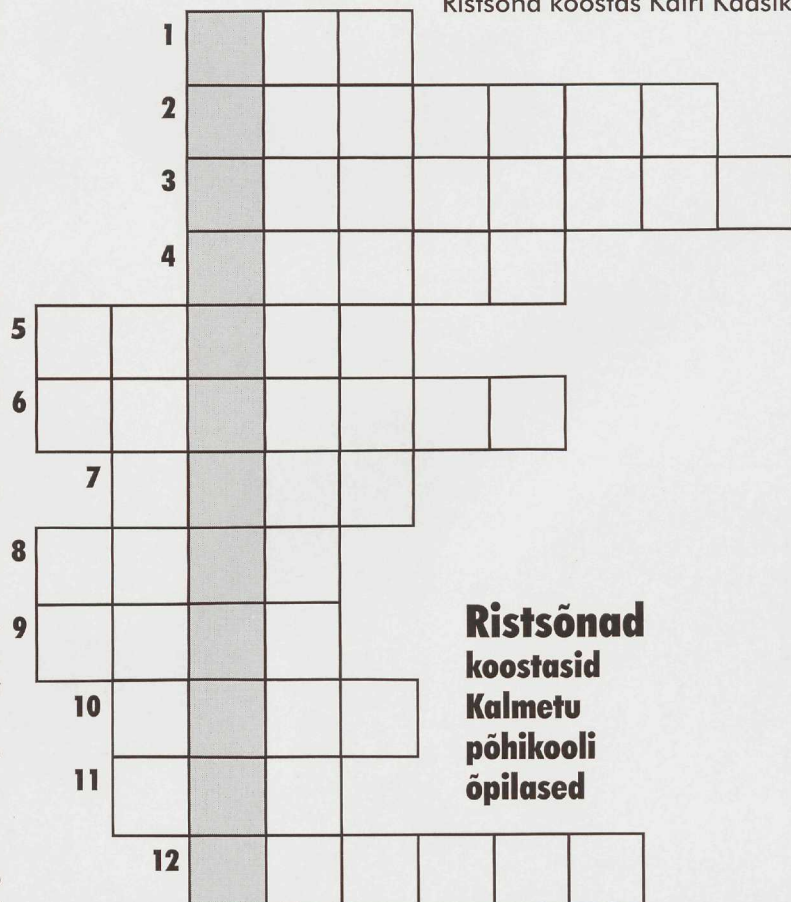 Ristsõna koostas Kairi Kaasik
1
2
3
4
5
6
7
8
9
10
11
12
Ristsõnad
koostasid
Kalmetu
põhikooli
õpilased